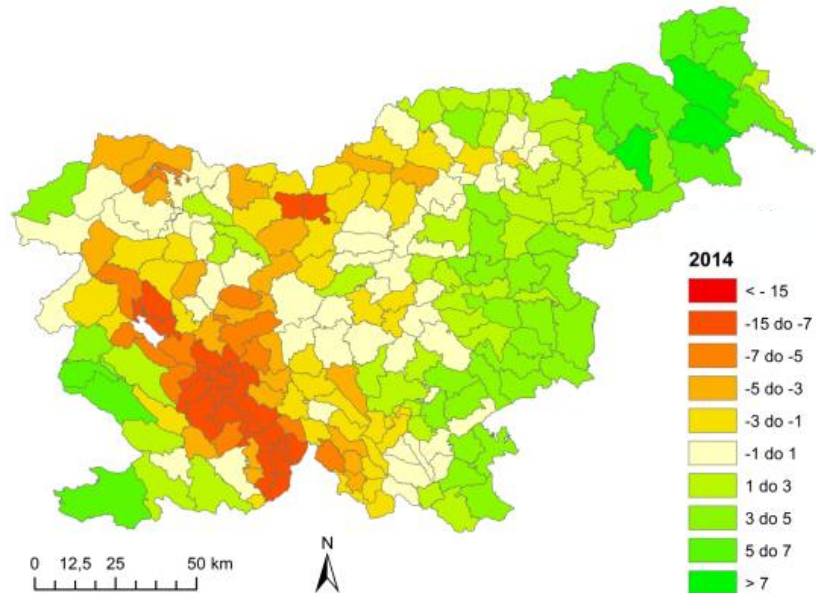 2014
< - 15
-15 do -7
-7 do -5
-5 do -3
-3 do -1
-1 do 1
1 do 3
3 do 5
5 do 7
> 7
N
0 12,5 25 50 km